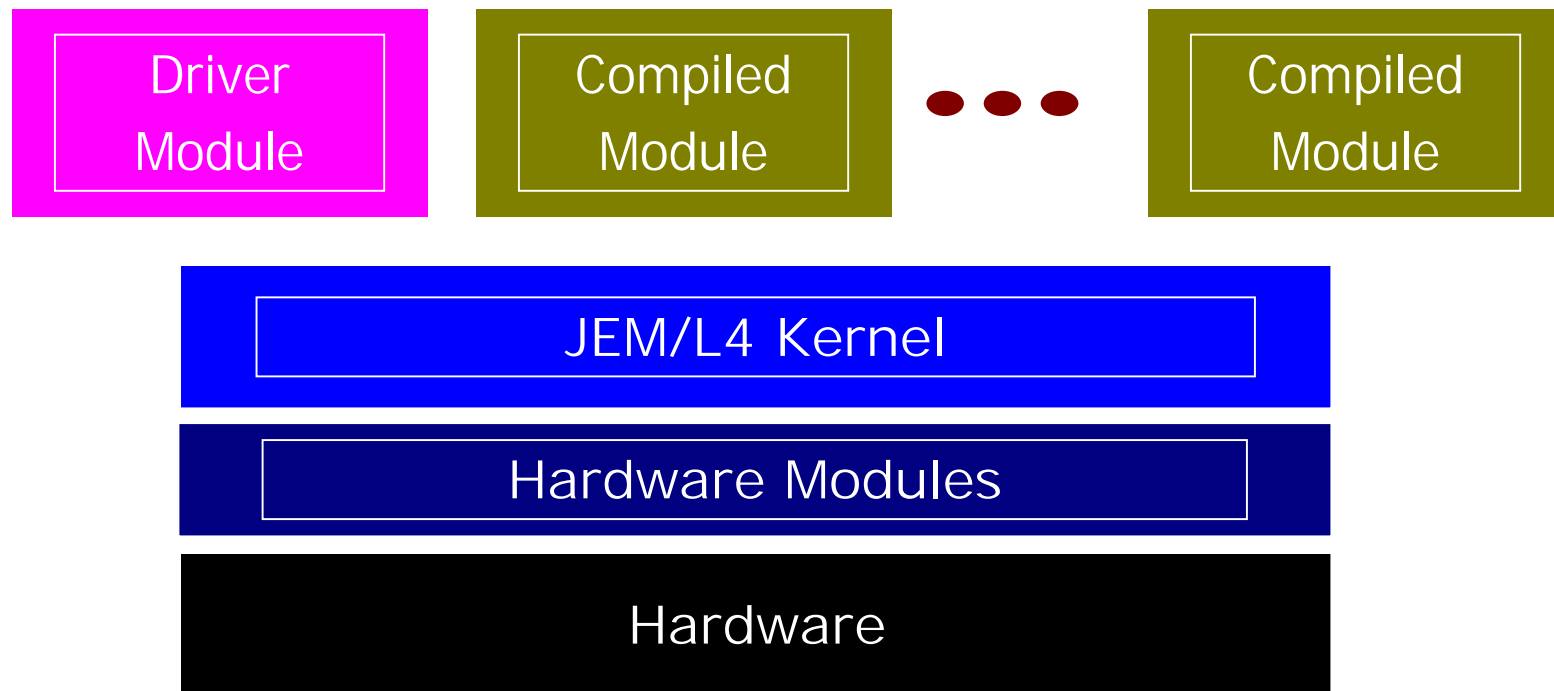 Driver
Module
Compiled
Module
Compiled
Module
JEM/L4 Kernel
Hardware Modules
Hardware